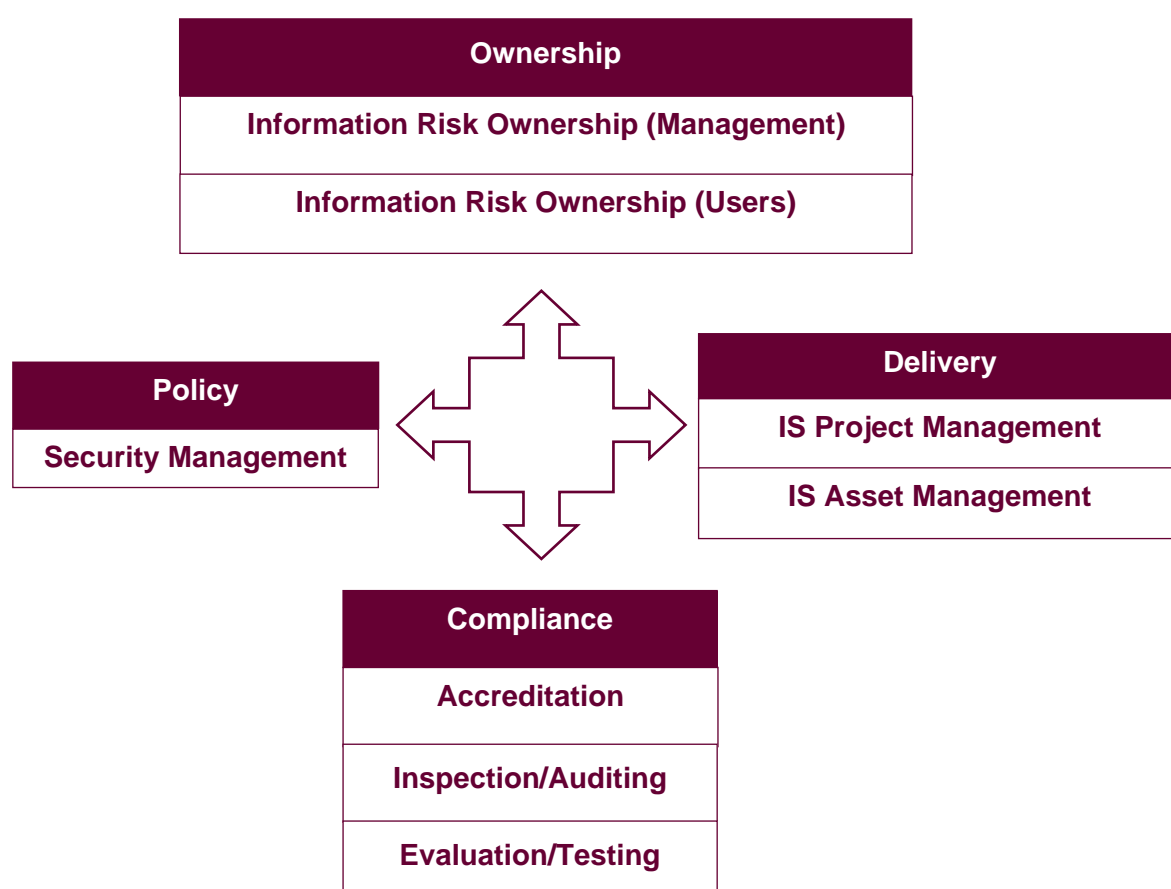 Ownership
Information Risk Ownership (Management)
Information Risk Ownership (Users)
Policy
Security Management
Delivery
IS Project Management
IS Asset Management
Compliance
Accreditation
Inspection/Auditing
Evaluation/Testing